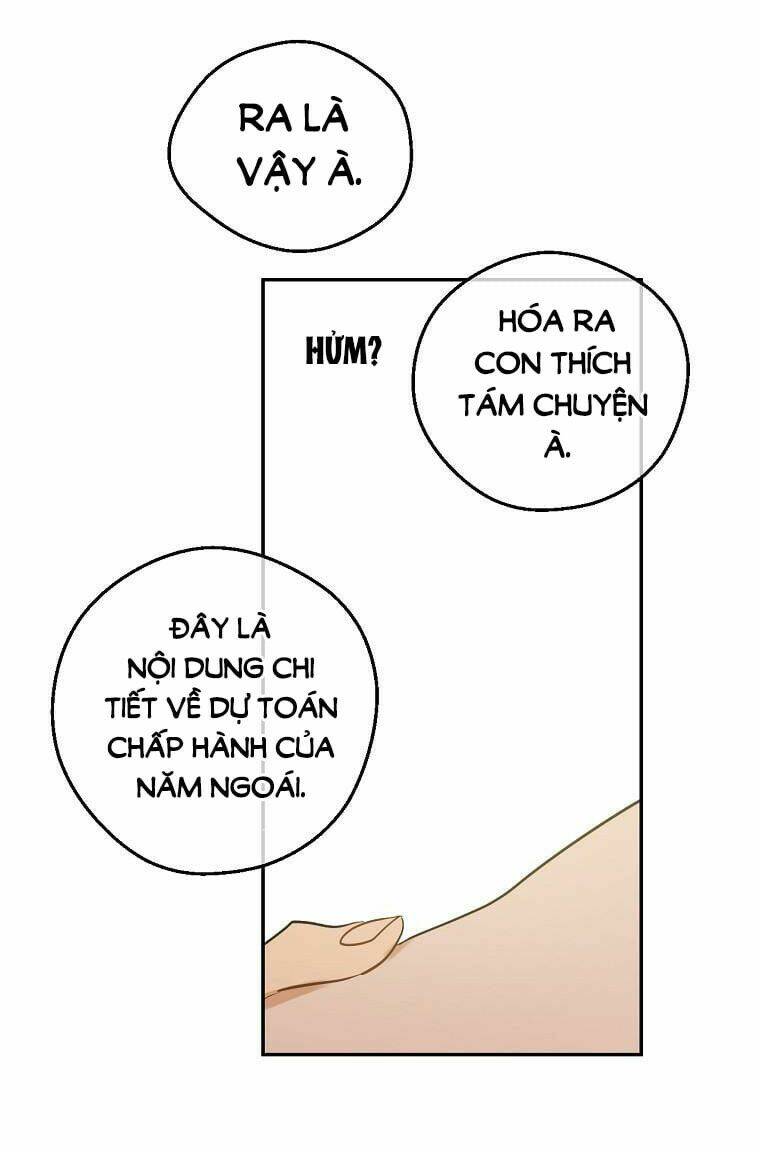 RA LÀ
VẬY À.
HỬM?
HÓA RA
CON THÍCH
TÁM CHUYỆN
À.
ĐÂY LÀ
NỘI DUNG CHI
TIẾT VỀ DỰ TOÁN
CHẤP HÀNH CỦA
NĂM NGOÁI.